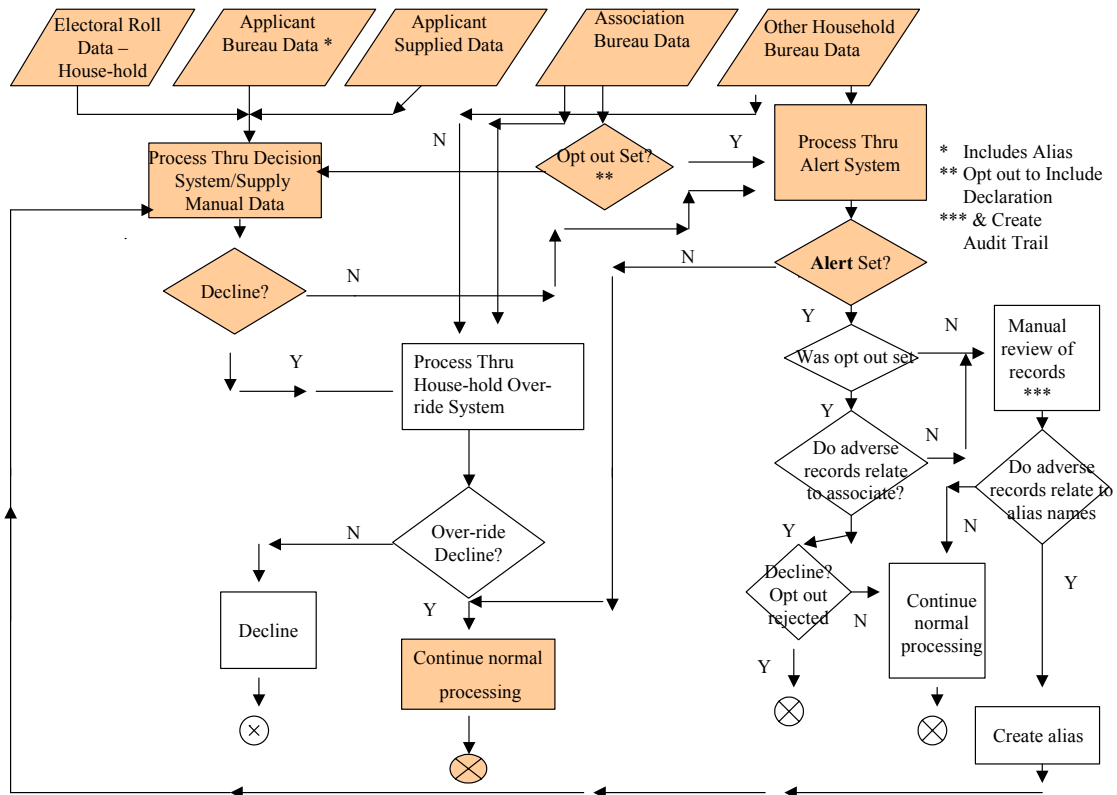 Electoral Roll
Data –
House-hold
Applicant
Bureau Data *
Applicant
Supplied Data
Association
Bureau Data
Other Household
Bureau Data
N
Y
Process Thru Decision
System/Supply
Manual Data
Opt out Set?
**
Process Thru
Alert System
* Includes Alias
** Opt out to Include
Declaration
*** & Create
Audit Trail
Decline?
N
N
Alert Set?
Y
Y
Process Thru
House-hold Over-
ride System
Was opt out set
N
Manual
review of
records
***
Y
Do adverse
records relate
to associate?
N
Do adverse
records relate to
alias names
N
Over-ride
Decline?
Y
N
Y
Decline?
Opt out
rejected
N
Y
Decline
Y
Continue normal
processing
Continue
normal
processing
Create alias